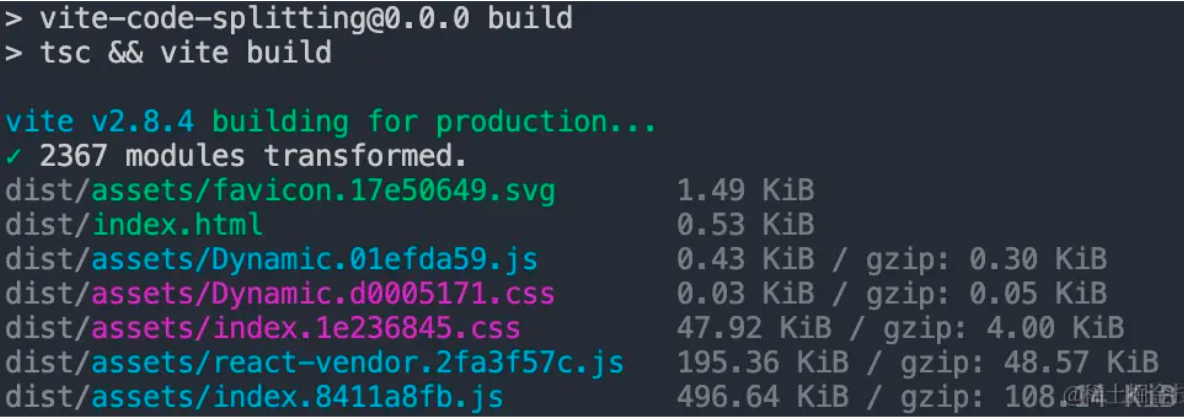 > vite-code-splitting@0.0.0 build
> tsc && vite build
vite v2.8.4 building for production...
✓ 2367 modules transformed.
dist/assets/favicon.17e50649.svg 1.49 KiB
dist/index.html 0.53 KiB
dist/assets/Dynamic.01efda59.js 0.43 KiB / gzip: 0.30 KiB
dist/assets/Dynamic.d0005171.css 0.03 KiB / gzip: 0.05 KiB
dist/assets/index.1e236845.css 47.92 KiB / gzip: 4.00 KiB
dist/assets/react-vendor.2fa3f57c.js 195.36 KiB / gzip: 48.57 KiB
dist/assets/index.8411a8fb.js 496.64 KiB / gzip: KiB
@稀土掘金技